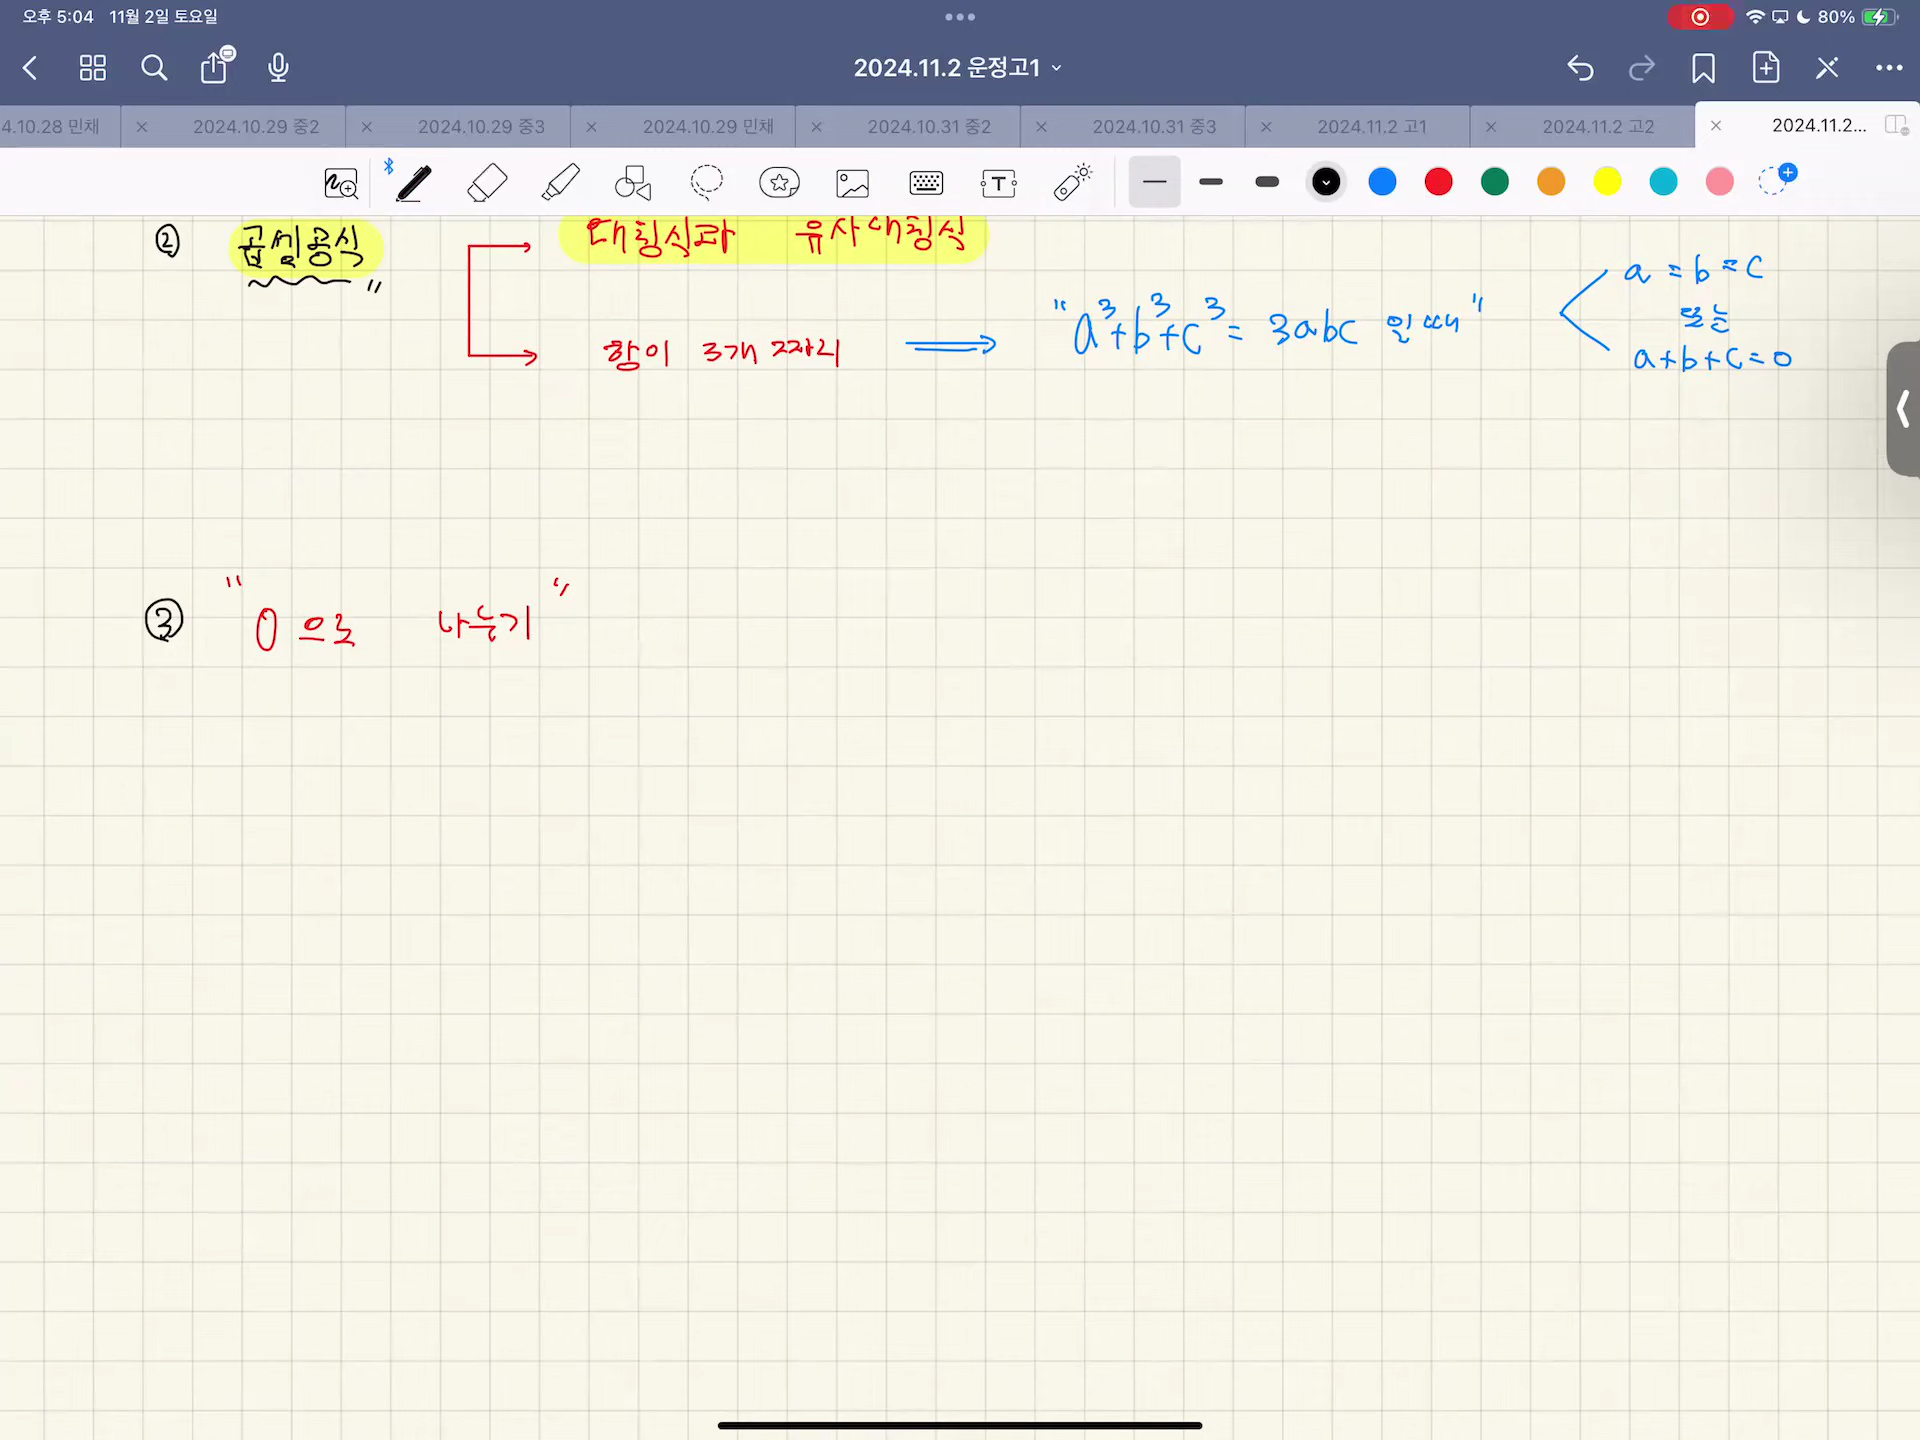 오후 5:04 11월 2일 토요일
80%
2024.11.2 운정고1
4.10.28 민채
2024.10.29 중2
2024.10.29 중3
2024.10.29 민채
2024.10.31 중2
2024.10.31 중3
2024.11.2 고1
2024.11.2 고2
2024.11.2...
② 곱셈공식 〃
대칭식과 유사대칭식
항이 3개 짜리 ⟹ "a³+b³+c³ = 3abc 일 때"
a = b = c
또는
a+b+c=0
③ "0으로 나누기"